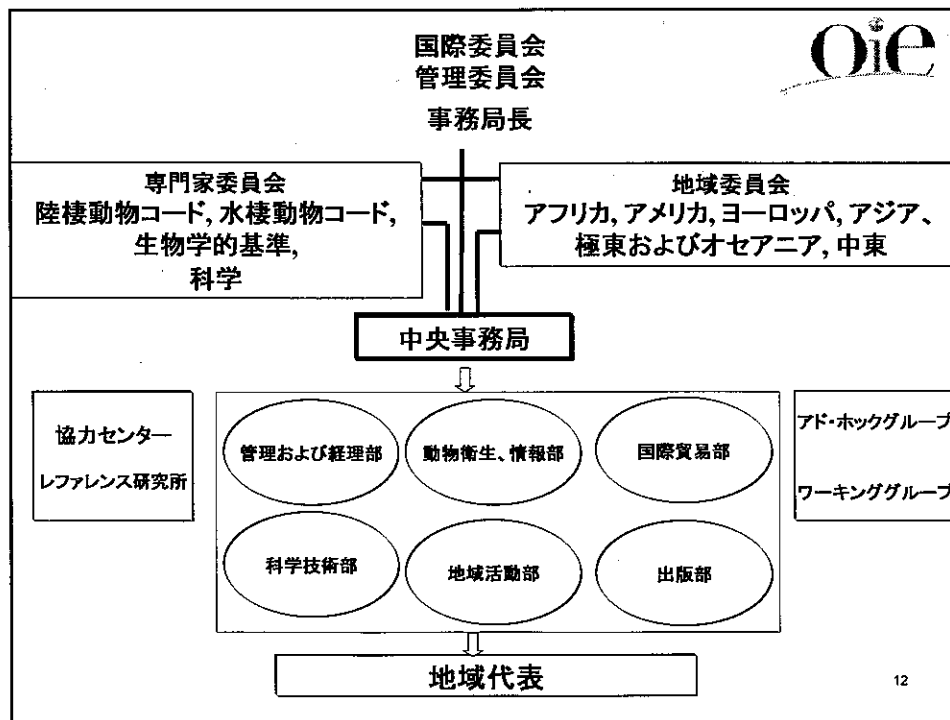 国際委員会
管理委員会
事務局長
oie
専門家委員会
陸棲動物コード, 水棲動物コード,
生物学的基準,
科学
地域委員会
アフリカ, アメリカ, ヨーロッパ, アジア、
極東およびオセアニア, 中東
中央事務局
協力センター
レファレンス研究所
管理および経理部
動物衛生、情報部
国際貿易部
科学技術部
地域活動部
出版部
アド・ホックグループ
ワーキンググループ
地域代表
12